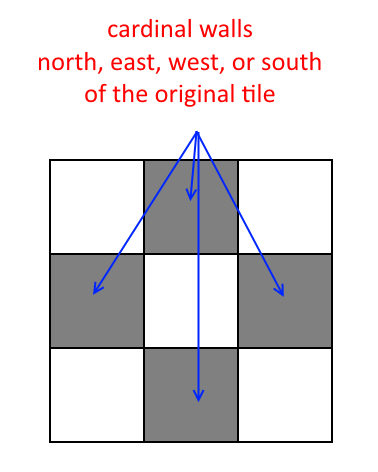 cardinal walls
north, east, west, or south
of the original tile